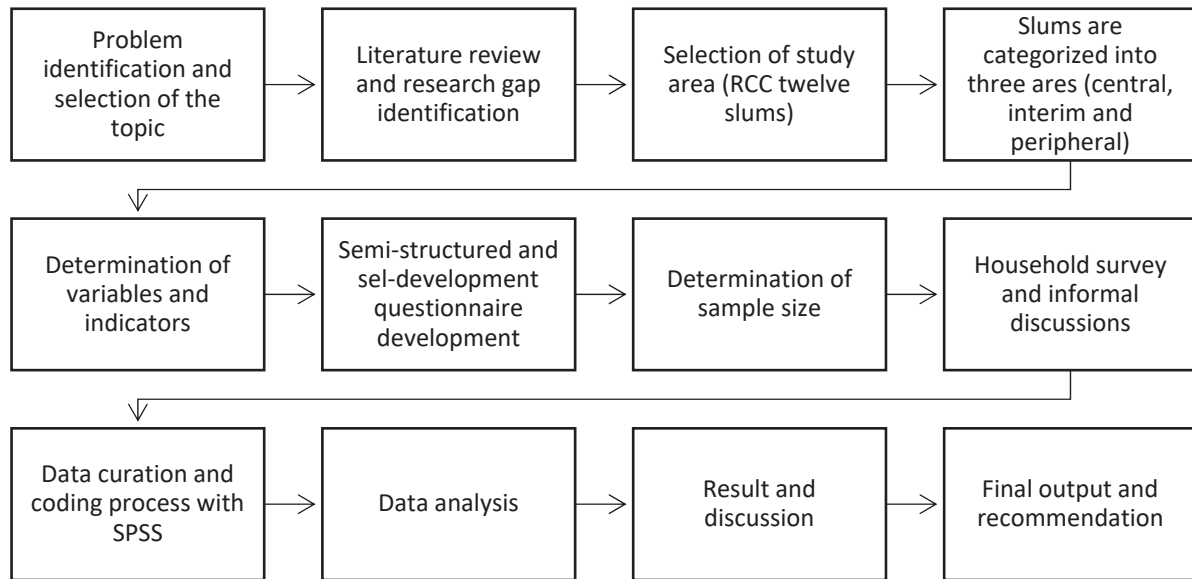 Problem
identification and
selection of the
topic
Literature review
and research gap
identification
Selection of study
area (RCC twelve
slums)
Slums are
categorized into
three ares (central,
interim and
peripheral)
Determination of
variables and
indicators
Semi-structured and
sel-development
questionnaire
development
Determination of
sample size
Household survey
and informal
discussions
Data curation and
coding process with
SPSS
Data analysis
Result and
discussion
Final output and
recommendation